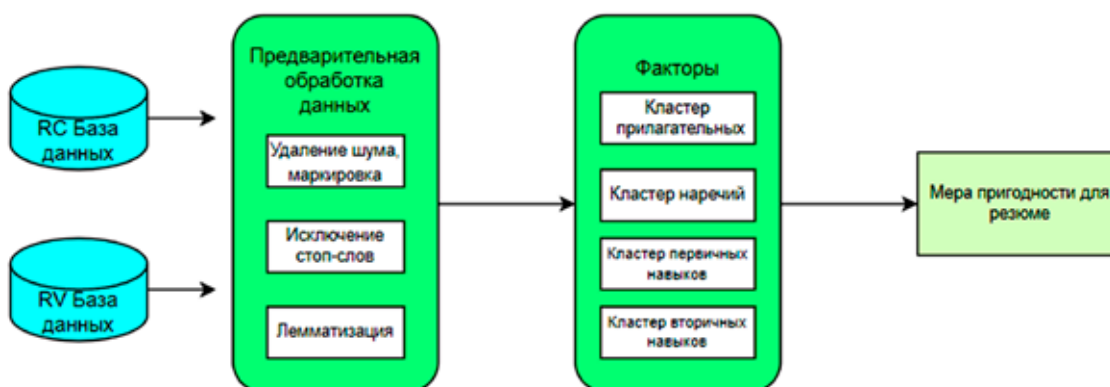 RC База
данных
RV База
данных
Предварительная
обработка
данных
Удаление шума,
маркировка
Исключение
стоп-слов
Лемматизация
Факторы
Кластер
прилагательных
Кластер наречий
Кластер первичных
навыков
Кластер вторичных
навыков
Мера пригодности для
резюме